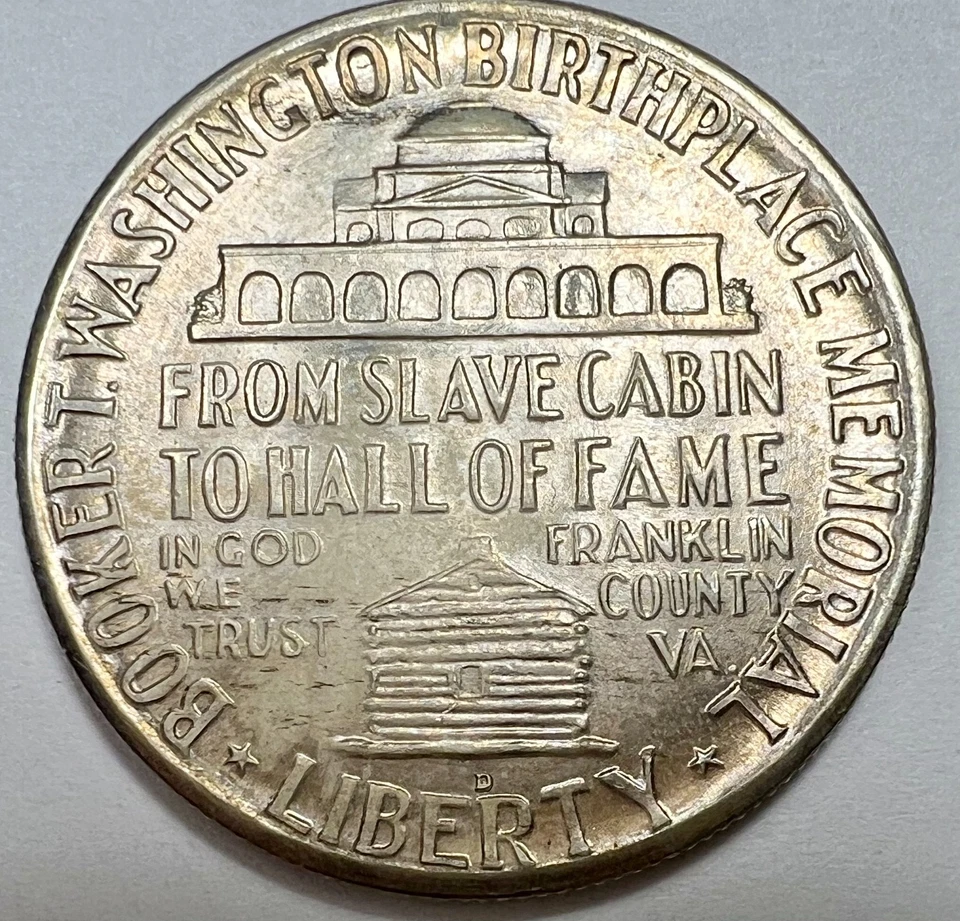 BOOKER T. WASHINGTON BIRTHPLACE MEMORIAL
FROM SLAVE CABIN
TO HALL OF FAME
IN GOD
WE
TRUST
FRANKLIN
COUNTY
VA.
D
LIBERTY